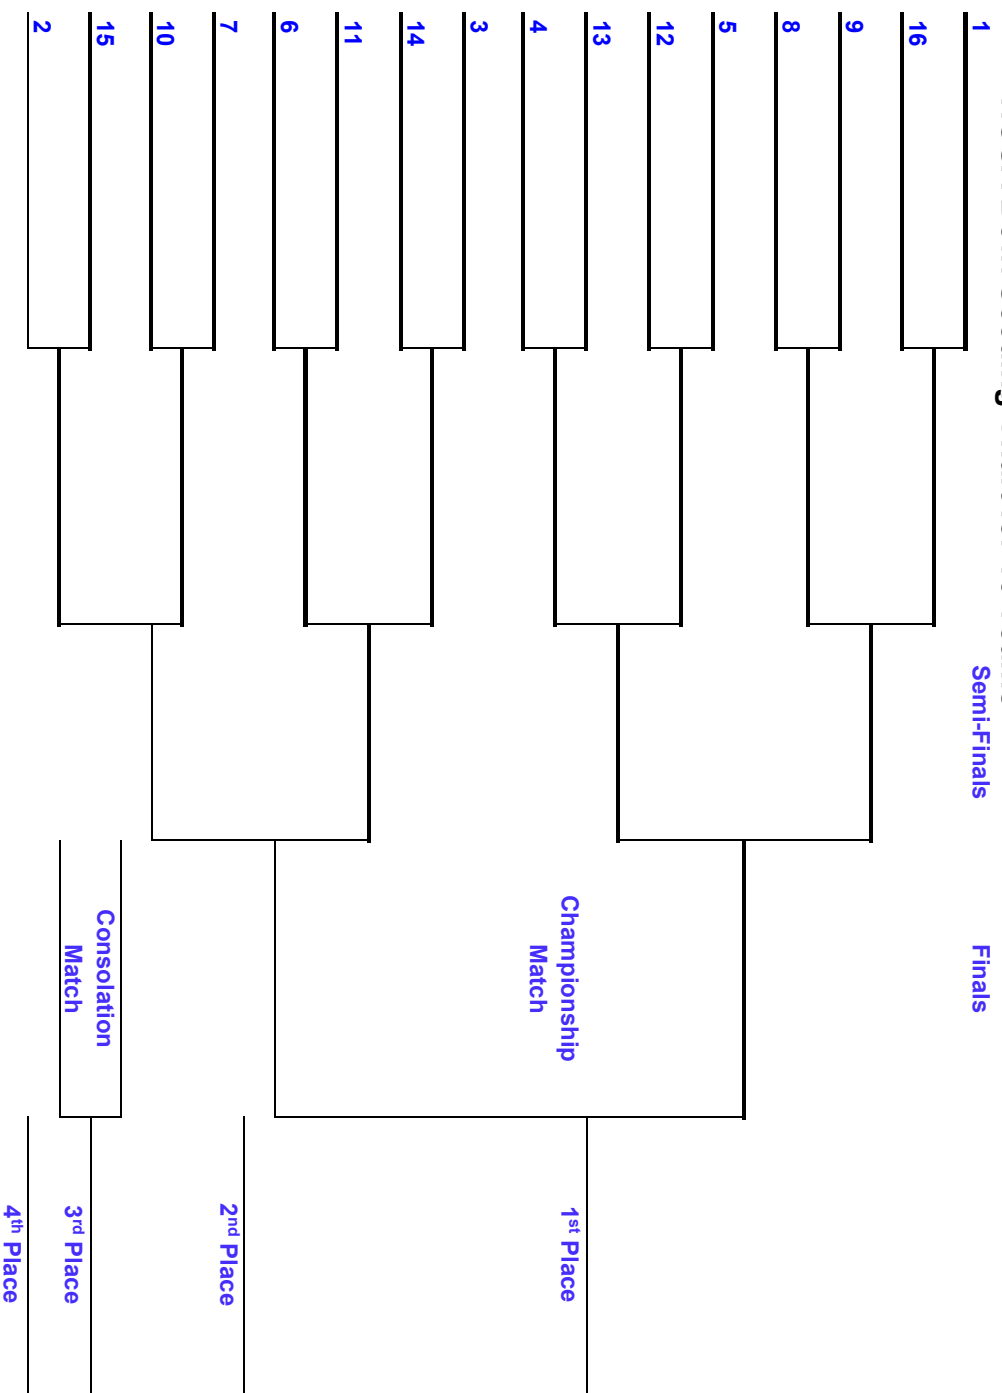 Semi-Finals
Finals
1
16
9
8
5
12
13
4
3
14
11
6
7
10
15
2
Championship
Match
Consolation
Match
1st Place
2nd Place
3rd Place
4th Place